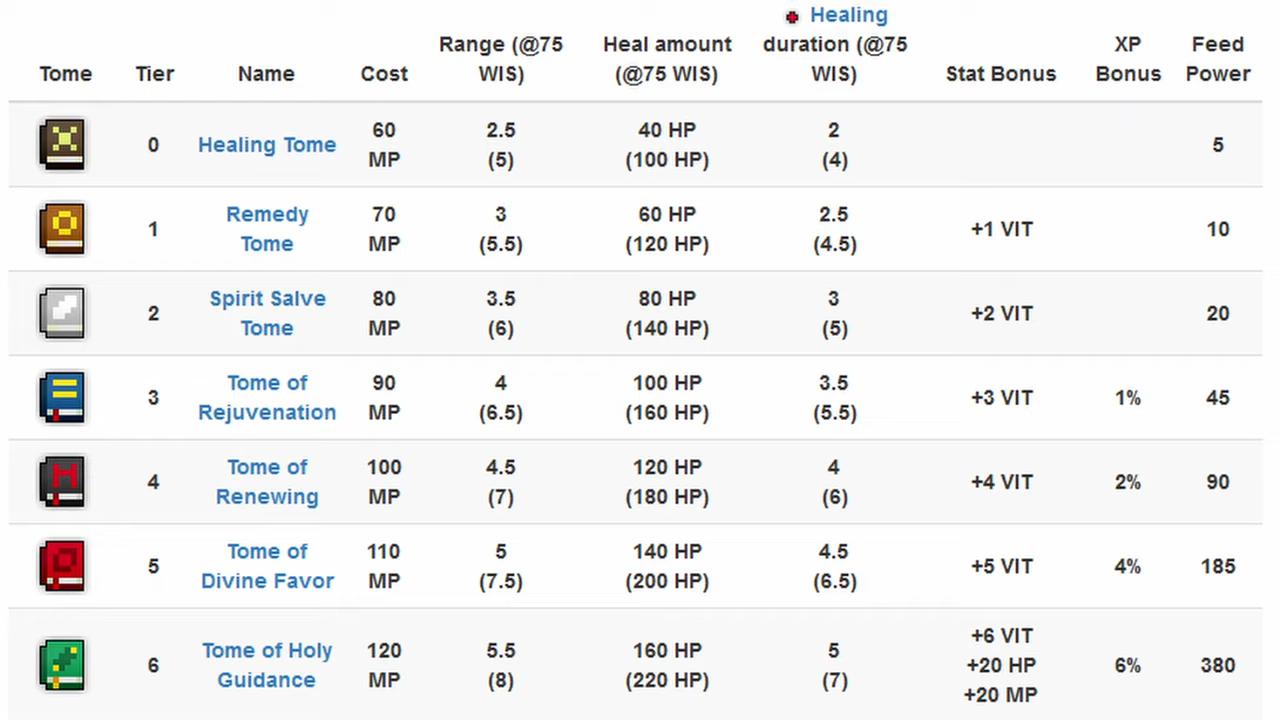 Healing
Range (@75 Heal amount duration (@75 XP Feed
Tome Tier Name Cost WIS) (@75 WIS) WIS) Stat Bonus Bonus Power
60 2.5 40 HP 2
0 Healing Tome 5
MP (5) (100 HP) (4)
Remedy 70 3 60 HP 2.5
1 +1 VIT 10
Tome MP (5.5) (120 HP) (4.5)
Spirit Salve 80 3.5 80 HP 3
2 +2 VIT 20
Tome MP (6) (140 HP) (5)
Tome of 90 4 100 HP 3.5
3 +3 VIT 1% 45
Rejuvenation MP (6.5) (160 HP) (5.5)
Tome of 100 4.5 120 HP 4
4 +4 VIT 2% 90
Renewing MP (7) (180 HP) (6)
Tome of 110 5 140 HP 4.5
5 +5 VIT 4% 185
Divine Favor MP (7.5) (200 HP) (6.5)
+6 VIT
Tome of Holy 120 5.5 160 HP 5
6 +20 HP 6% 380
Guidance MP (8) (220 HP) (7)
+20 MP